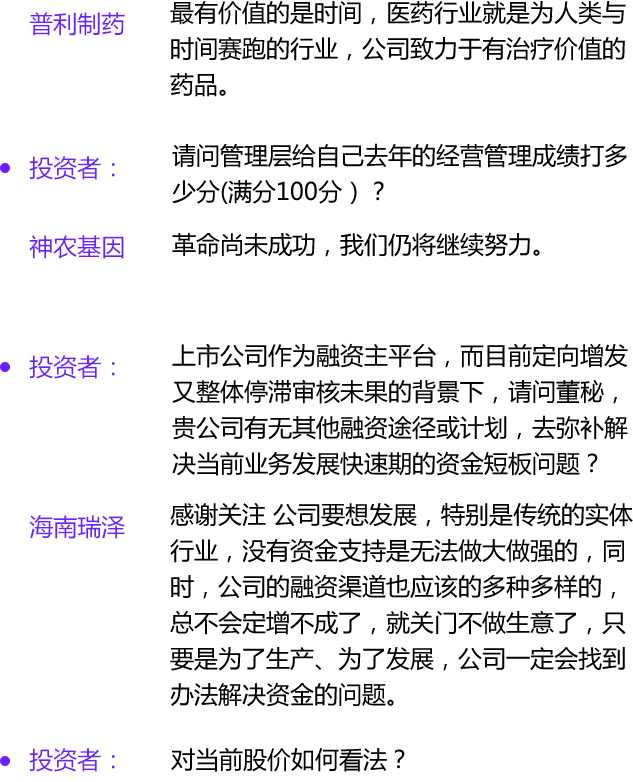 普利制药
最有价值的是时间，医药行业就是为人类与
时间赛跑的行业，公司致力于有治疗价值的
药品。
• 投资者：
请问管理层给自己去年的经营管理成绩打多
少分(满分100分）？
神农基因
革命尚未成功，我们仍将继续努力。
• 投资者：
上市公司作为融资主平台，而目前定向增发
又整体停滞审核未果的背景下，请问董秘，
贵公司有无其他融资途径或计划，去弥补解
决当前业务发展快速期的资金短板问题？
海南瑞泽
感谢关注 公司要想发展，特别是传统的实体
行业，没有资金支持是无法做大做强的，同
时，公司的融资渠道也应该的多种多样的，
总不会定增不成了，就关门不做生意了，只
要是为了生产、为了发展，公司一定会找到
办法解决资金的问题。
• 投资者：
对当前股价如何看法？